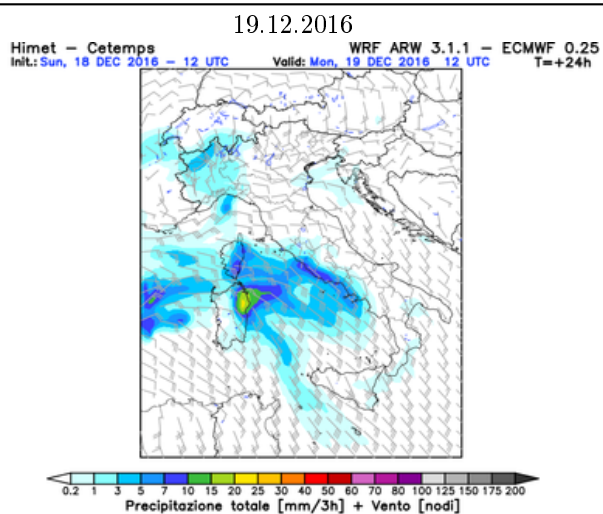 19.12.2016
Himet – Cetemps WRF ARW 3.1.1 – ECMWF 0.25
Init.: Sun, 18 DEC 2016 – 12 UTC Valid: Mon, 19 DEC 2016 12 UTC T=+24h
0.2 1 3 5 7 10 15 20 25 30 40 50 60 70 80 100 125 150 175 200
Precipitazione totale [mm/3h] + Vento [nodi]